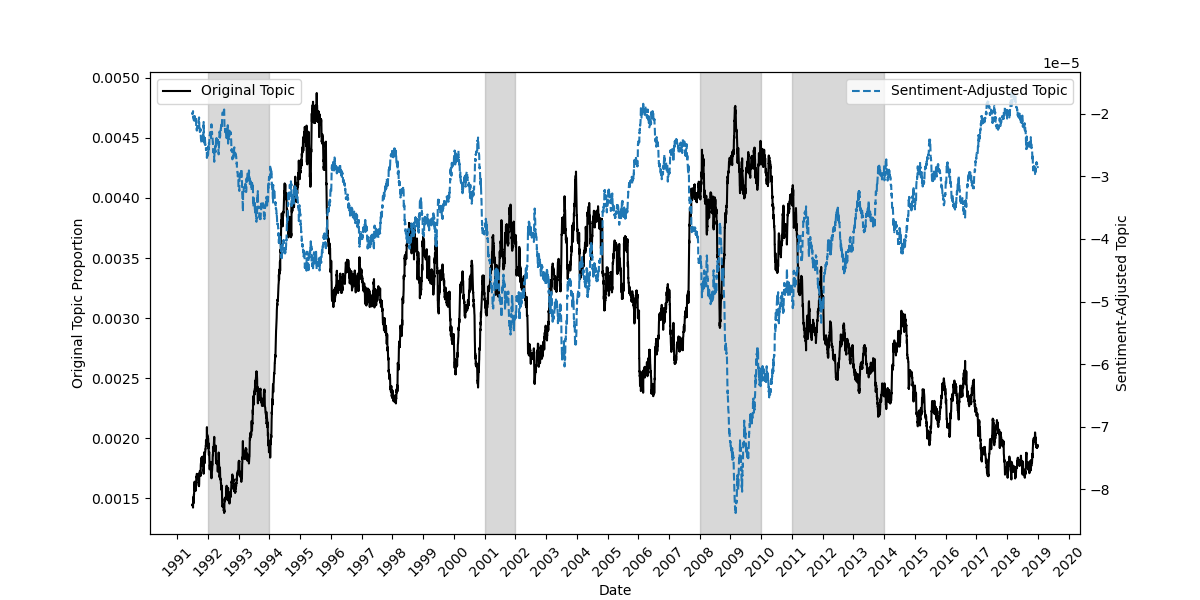 1e−5
Original Topic
Sentiment-Adjusted Topic
0.0050
0.0045
0.0040
0.0035
0.0030
0.0025
0.0020
0.0015
Original Topic Proportion
−2
−3
−4
−5
−6
−7
−8
Sentiment-Adjusted Topic
1991 1992 1993 1994 1995 1996 1997 1998 1999 2000 2001 2002 2003 2004 2005 2006 2007 2008 2009 2010 2011 2012 2013 2014 2015 2016 2017 2018 2019 2020
Date